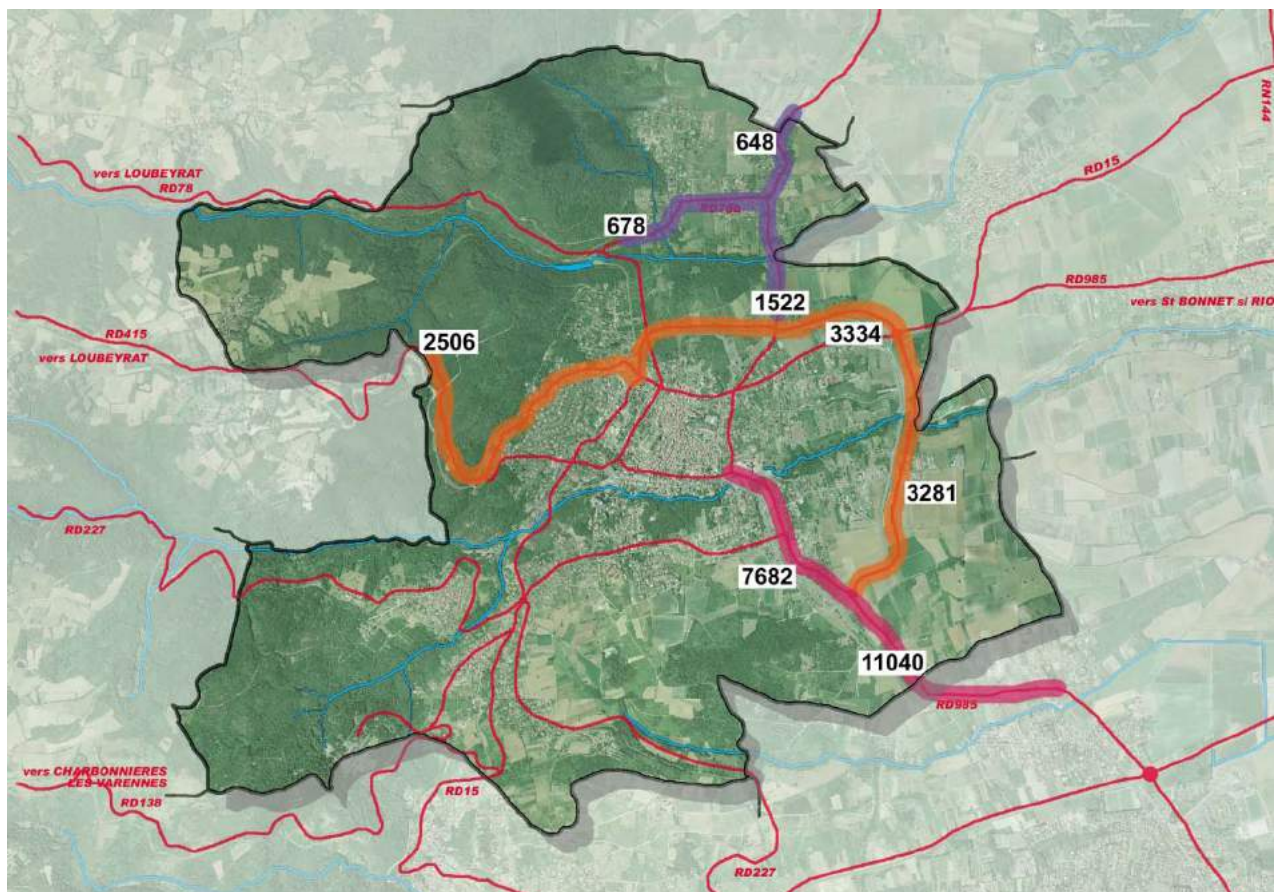 RN144
648
RD15
vers LOUBEYRAT
RD78
678
RD985
1522
vers St BONNET s/ RIO
RD415
2506
3334
vers LOUBEYRAT
3281
RD227
7682
11040
RD985
vers CHARBONNIERES
LES VARENNES
RD138
RD15
RD227